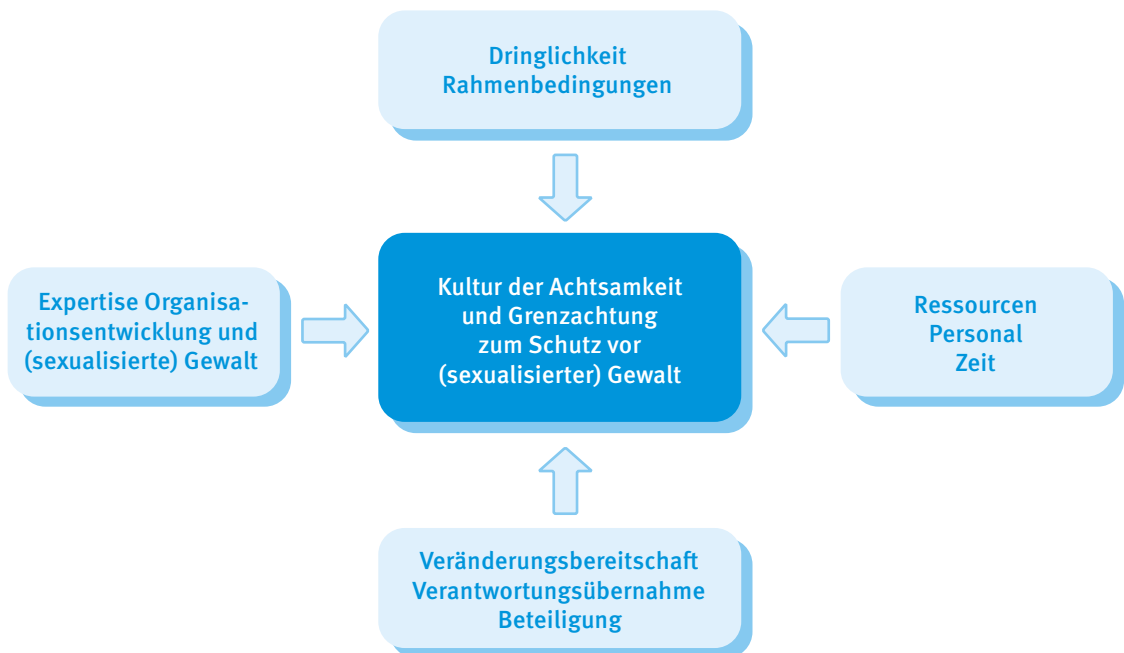 Dringlichkeit
Rahmenbedingungen
Expertise Organisa-
tionsentwicklung und
(sexualisierte) Gewalt
Kultur der Achtsamkeit
und Grenzachtung
zum Schutz vor
(sexualisierter) Gewalt
Ressourcen
Personal
Zeit
Veränderungsbereitschaft
Verantwortungsübernahme
Beteiligung